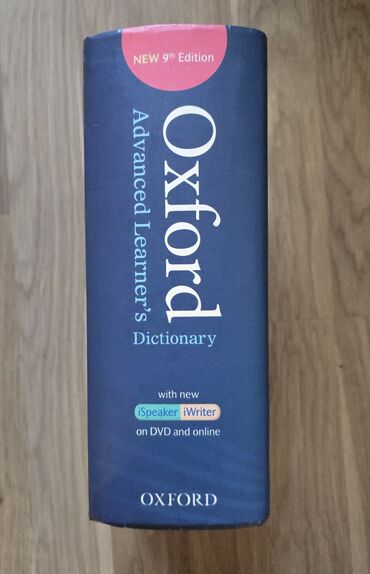 NEW 9th Edition
Oxford
Advanced Learner's
Dictionary
with new
iSpeaker iWriter
on DVD and online
OXFORD